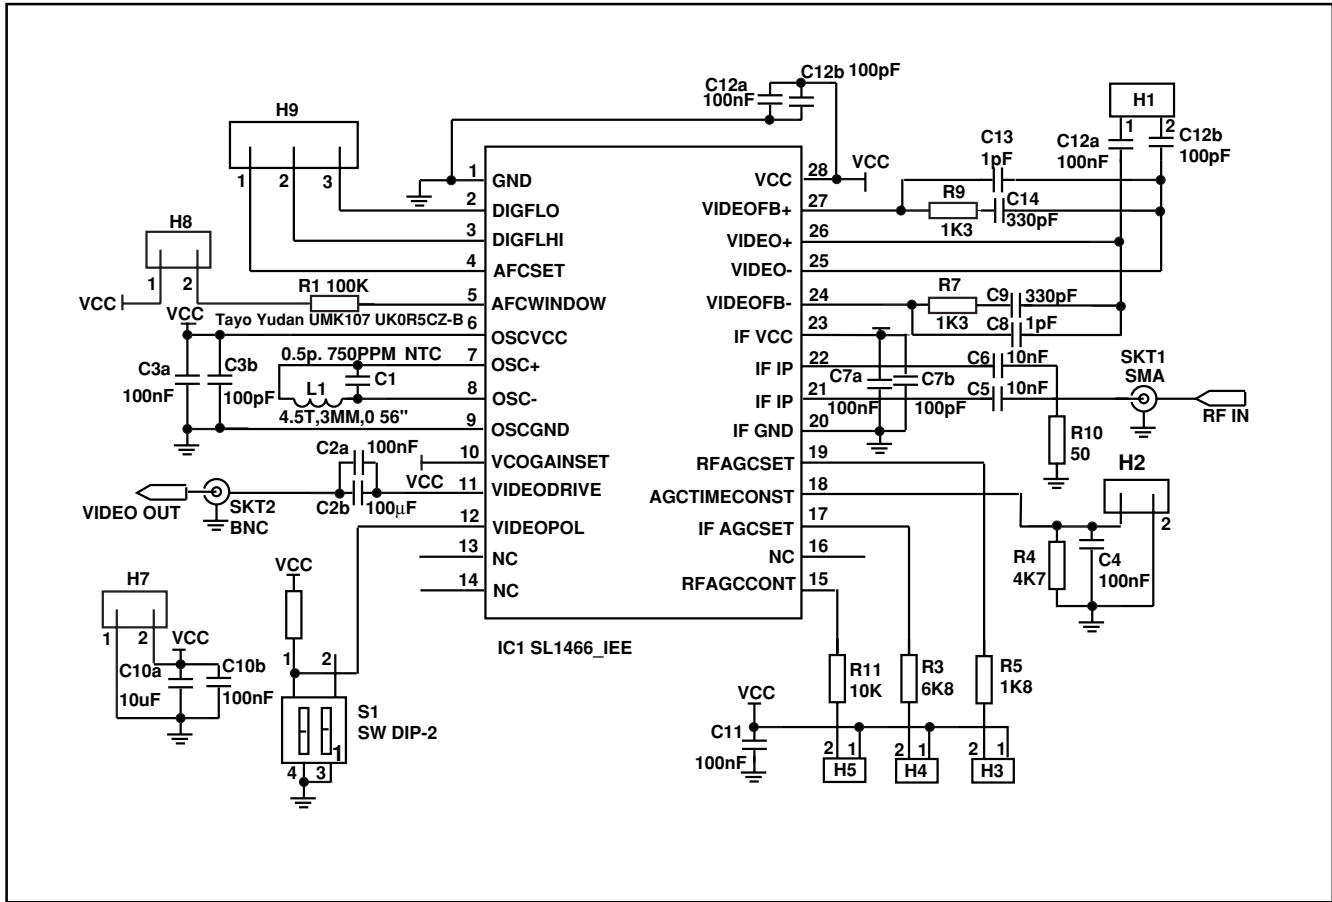 C12a
100nF
C12b 100pF
H1
1
2
C12a
100nF
C12b
100pF
H9
1
2
3
C13
1pF
R9
1K3
C14
330pF
H8
1
2
VCC
R1 100K
Tayo Yudan UMK107 UK0R5CZ-B
VCC
C3a
100nF
C3b
100pF
0.5p. 750PPM NTC
L1
C1
4.5T,3MM,0 56"
1
GND
2
DIGFLO
3
DIGFLHI
4
AFCSET
5
AFCWINDOW
6
OSCVCC
7
OSC+
8
OSC-
9
OSCGND
10
VCOGAINSET
11
VIDEODRIVE
12
VIDEOPOL
13
NC
14
NC
28
VCC
VCC
27
VIDEOFB+
26
VIDEO+
25
VIDEO-
24
VIDEOFB-
23
IF VCC
22
IF IP
21
IF IP
20
IF GND
19
RFAGCSET
18
AGCTIMECONST
17
IF AGCSET
16
NC
15
RFAGCCONT
IC1 SL1466_IEE
R7
1K3
C9
330pF
C8
1pF
C6
10nF
C5
10nF
C7a
100nF
C7b
100pF
SKT1
SMA
RF IN
R10
50
H2
2
R4
4K7
C4
100nF
C2a
100nF
VCC
C2b
100µF
VIDEO OUT
SKT2
BNC
VCC
1
2
S1
SW DIP-2
1
4
3
H7
1
2
VCC
C10a
10uF
C10b
100nF
VCC
C11
100nF
R11
10K
R3
6K8
R5
1K8
2
1
H5
2
1
H4
2
1
H3